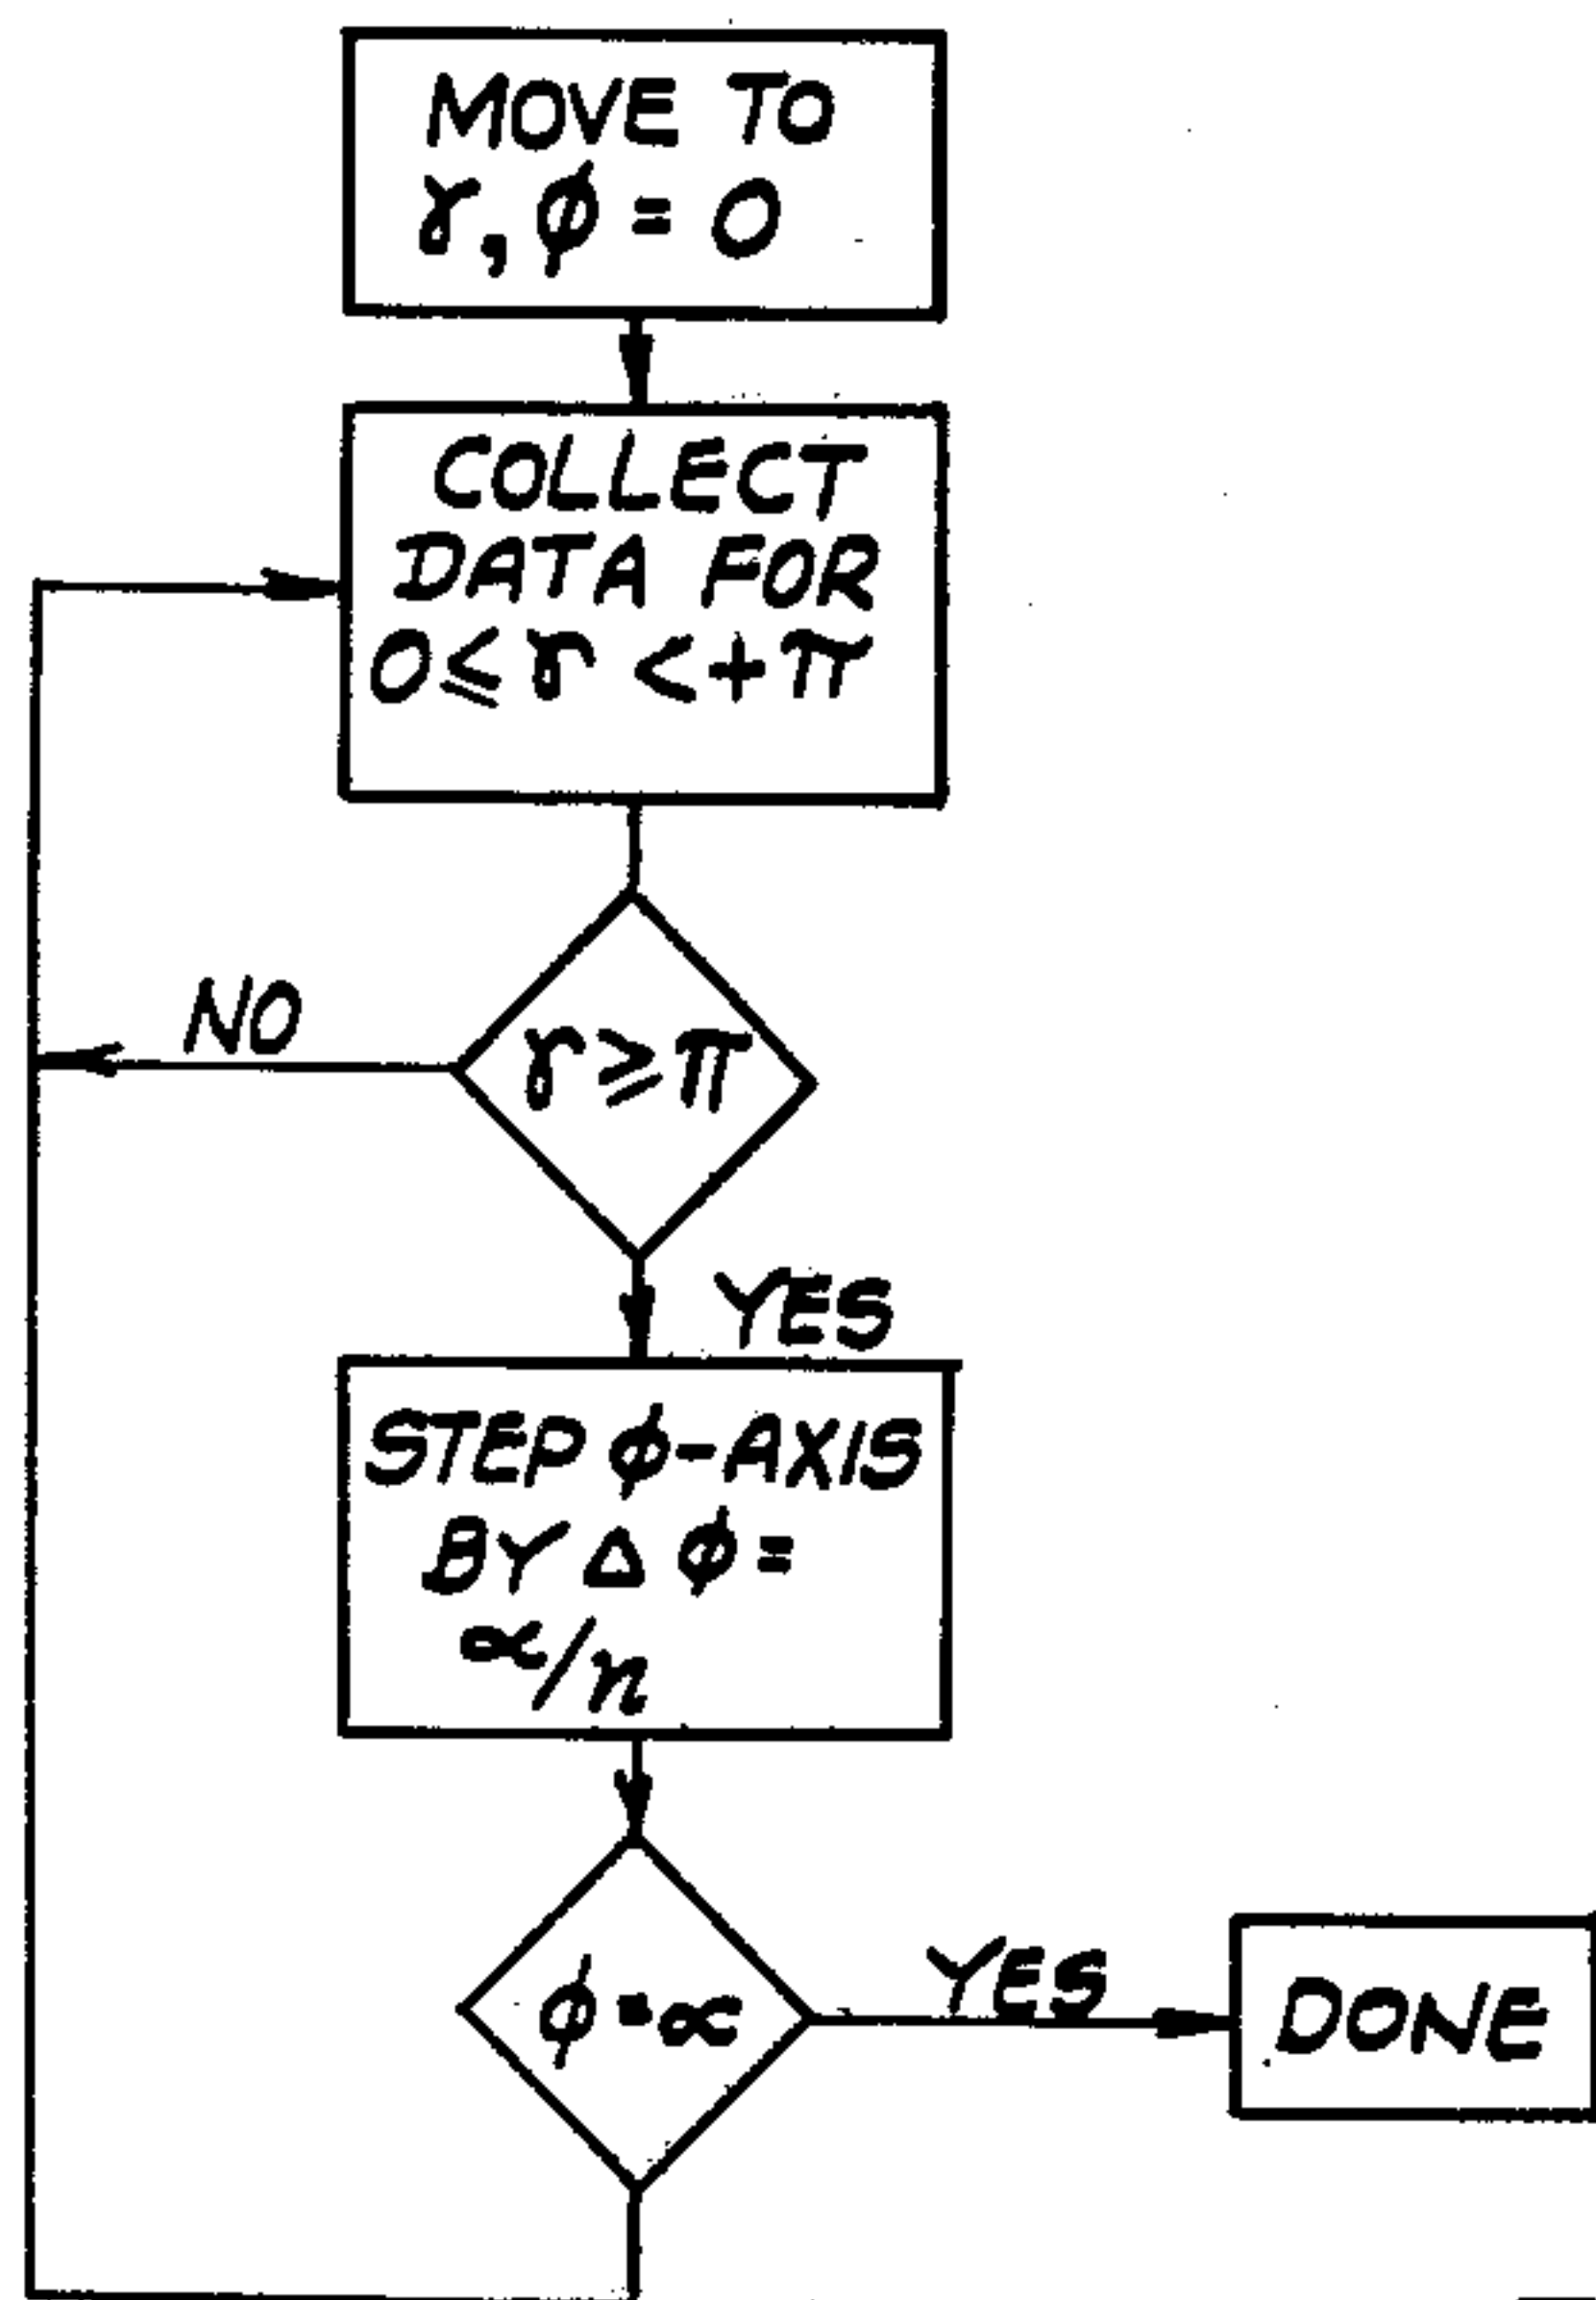 MOVE TO
γ, ϕ = 0
COLLECT
DATA FOR
0 ≤ γ < + π
NO
γ ≥ π
YES
STEP ϕ-AXIS
BY Δ ϕ =
α/n
ϕ = α
YES
DONE